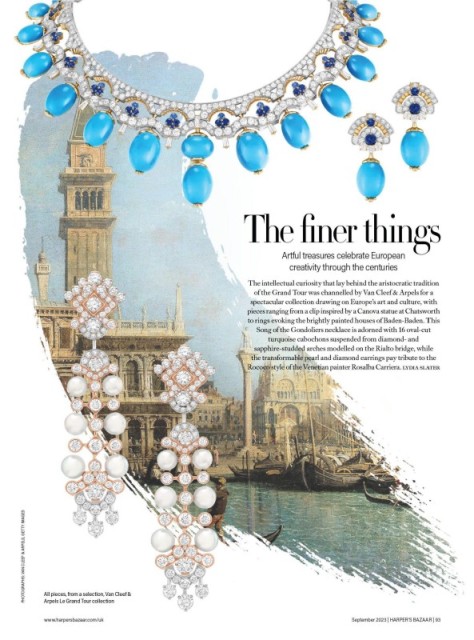 The finer things
Artful treasures celebrate European
creativity through the centuries
The intellectual curiosity that lay behind the aristocratic tradition
of the Grand Tour was channelled by Van Cleef & Arpels for a
spectacular collection drawing on Europe's art and culture, with
pieces ranging from a clip inspired by a Canova statue at Chatsworth
to rings evoking the brightly painted houses of Baden-Baden. This
Song of the Gondoliers necklace is adorned with 16 oval-cut
turquoise cabochons suspended from diamond- and
sapphire-studded arches modelled on the Rialto bridge, while
the transformable pearl and diamond earrings pay tribute to the
Rococo style of the Venetian painter Rosalba Carriera. LYDIA SLATER
PHOTOGRAPHS: VAN CLEEF & ARPELS, GETTY IMAGES
All pieces, from a selection, Van Cleef &
Arpels Le Grand Tour collection
www.harpersbazaar.com/uk
September 2023 | HARPER'S BAZAAR | 93